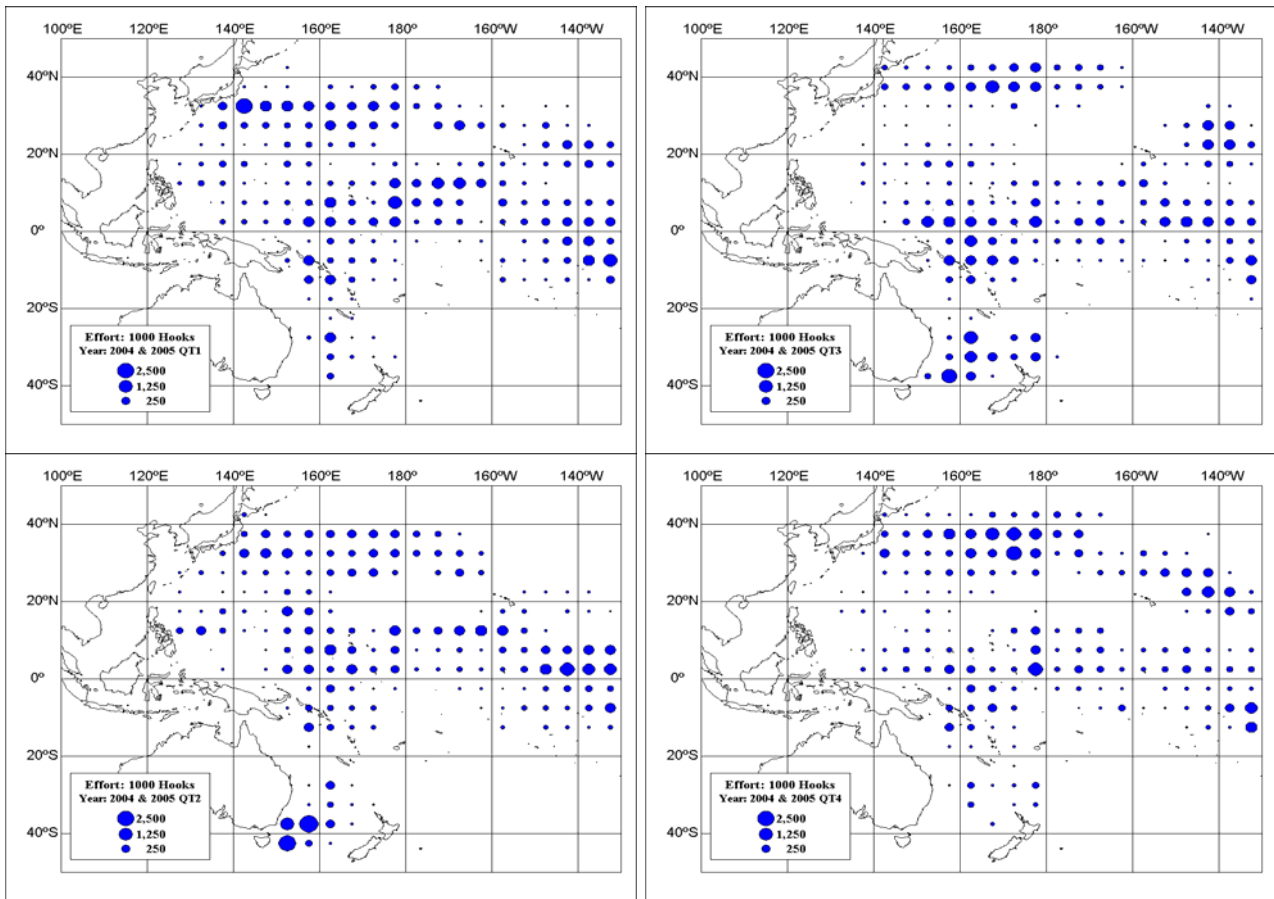 100ºE 120ºE 140ºE 160ºE 180º 160ºW 140ºW
40ºN
20ºN
0º
20ºS
40ºS
Effort: 1000 Hooks
Year: 2004 & 2005 QT1
2,500
1,250
250
100ºE 120ºE 140ºE 160ºE 180º 160ºW 140ºW
40ºN
20ºN
0º
20ºS
40ºS
Effort: 1000 Hooks
Year: 2004 & 2005 QT3
2,500
1,250
250
100ºE 120ºE 140ºE 160ºE 180º 160ºW 140ºW
40ºN
20ºN
0º
20ºS
40ºS
Effort: 1000 Hooks
Year: 2004 & 2005 QT2
2,500
1,250
250
100ºE 120ºE 140ºE 160ºE 180º 160ºW 140ºW
40ºN
20ºN
0º
20ºS
40ºS
Effort: 1000 Hooks
Year: 2004 & 2005 QT4
2,500
1,250
250